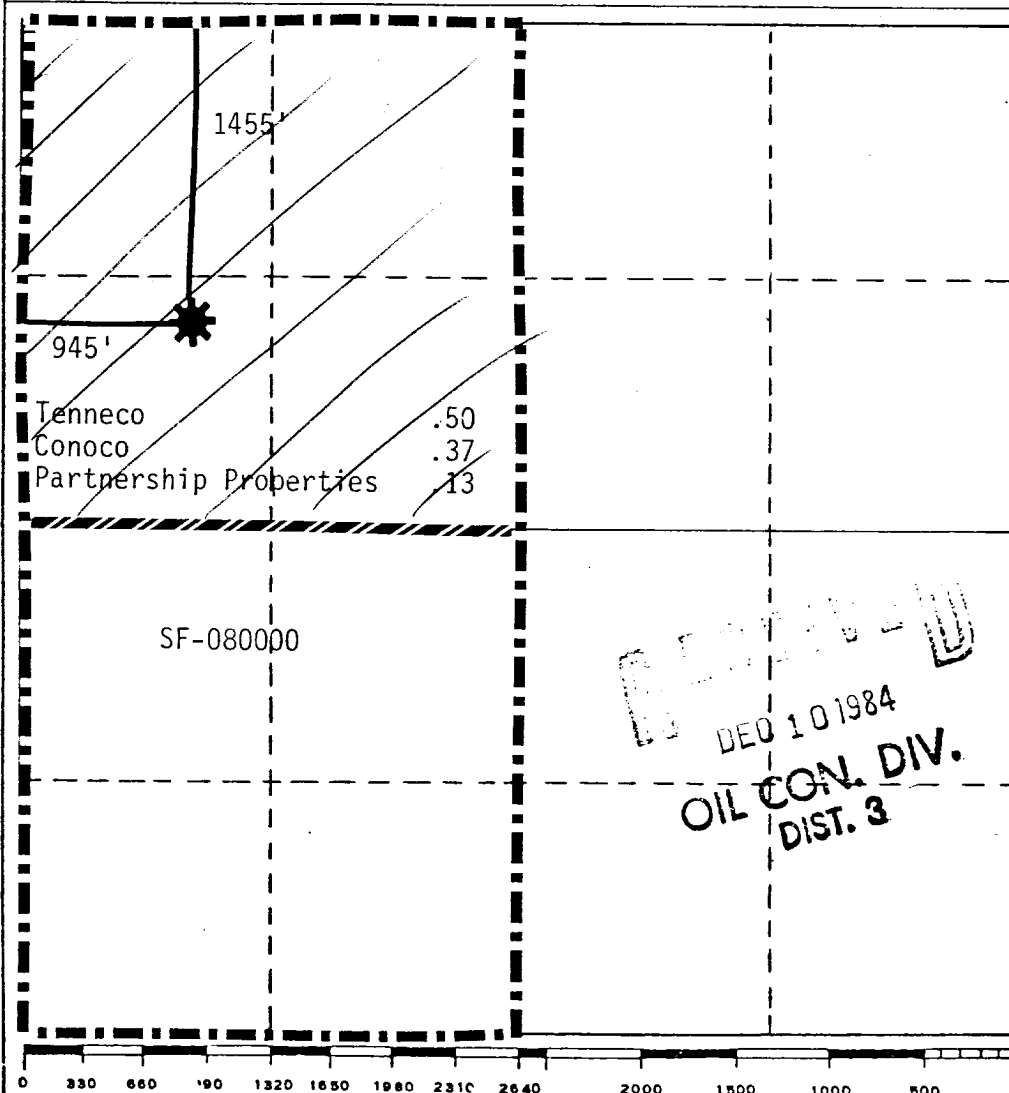 1455'
945'
Tenneco .50
Conoco .37
Partnership Properties .13
SF-080000
DEC 10 1984
OIL CON. DIV.
DIST. 3
0 330 660 990 1320 1650 1980 2310 2640 2000 1500 1000 500